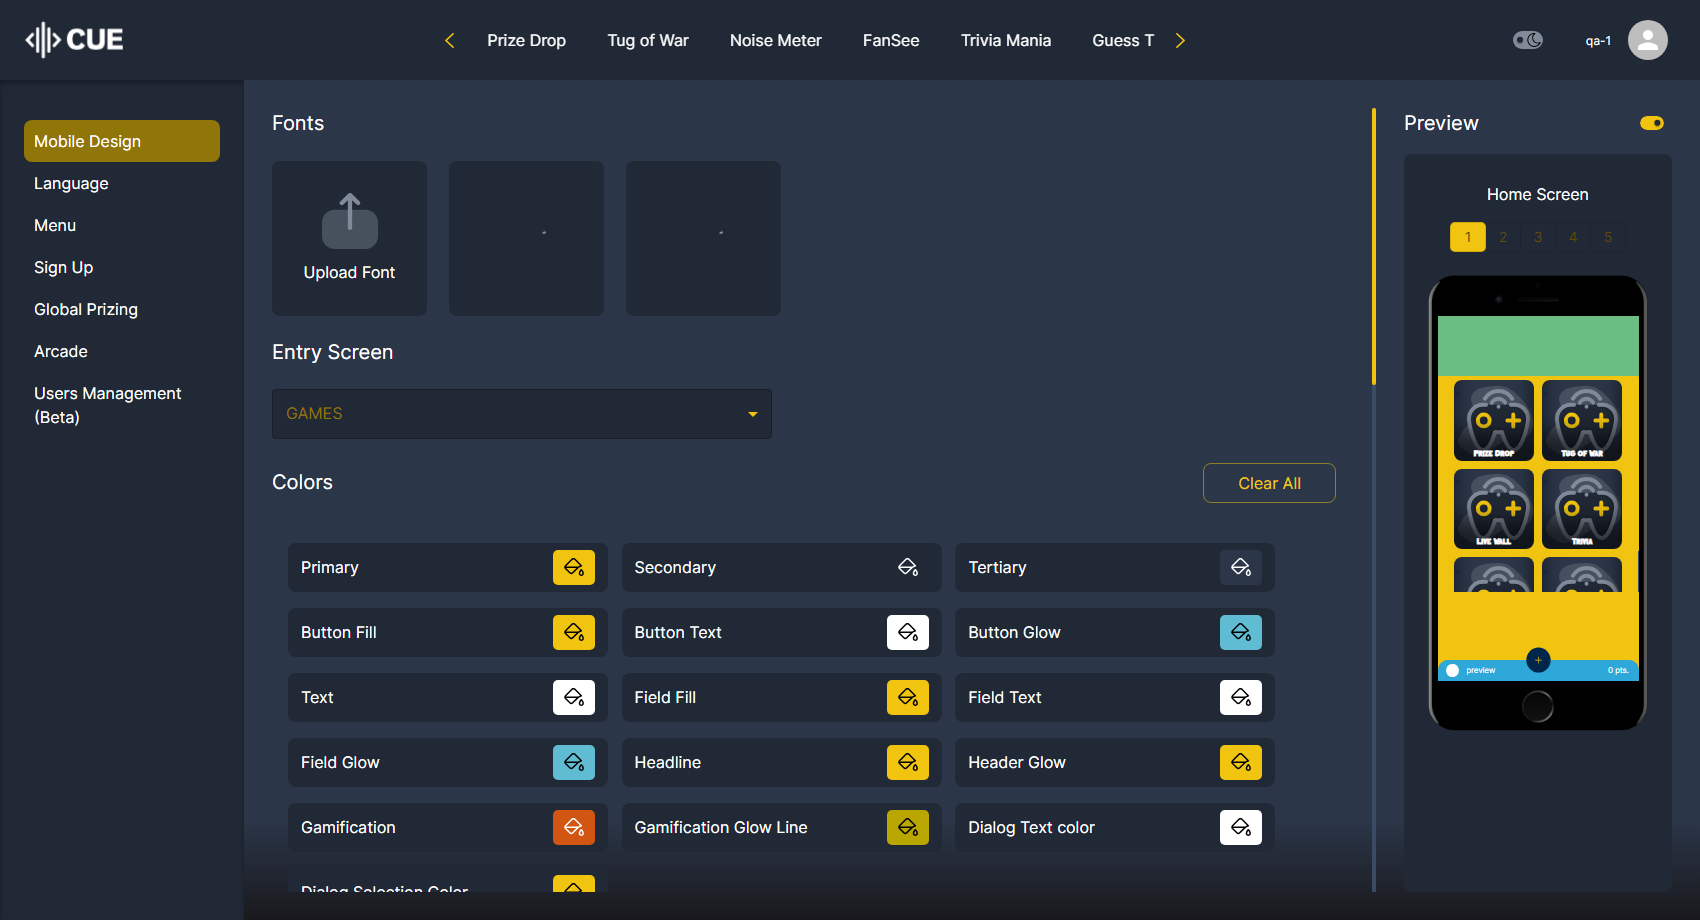 CUE
Prize Drop
Tug of War
Noise Meter
FanSee
Trivia Mania
Guess T
qa-1
Mobile Design
Language
Menu
Sign Up
Global Prizing
Arcade
Users Management
(Beta)
Fonts
Upload Font
Entry Screen
GAMES
Colors
Clear All
Primary
Secondary
Tertiary
Button Fill
Button Text
Button Glow
Text
Field Fill
Field Text
Field Glow
Headline
Header Glow
Gamification
Gamification Glow Line
Dialog Text color
Dialog Selection Color
Preview
Home Screen
1 2 3 4 5
PRIZE DROP
TUG OF WAR
LIVE WALL
TRIVIA
preview
0 pts.